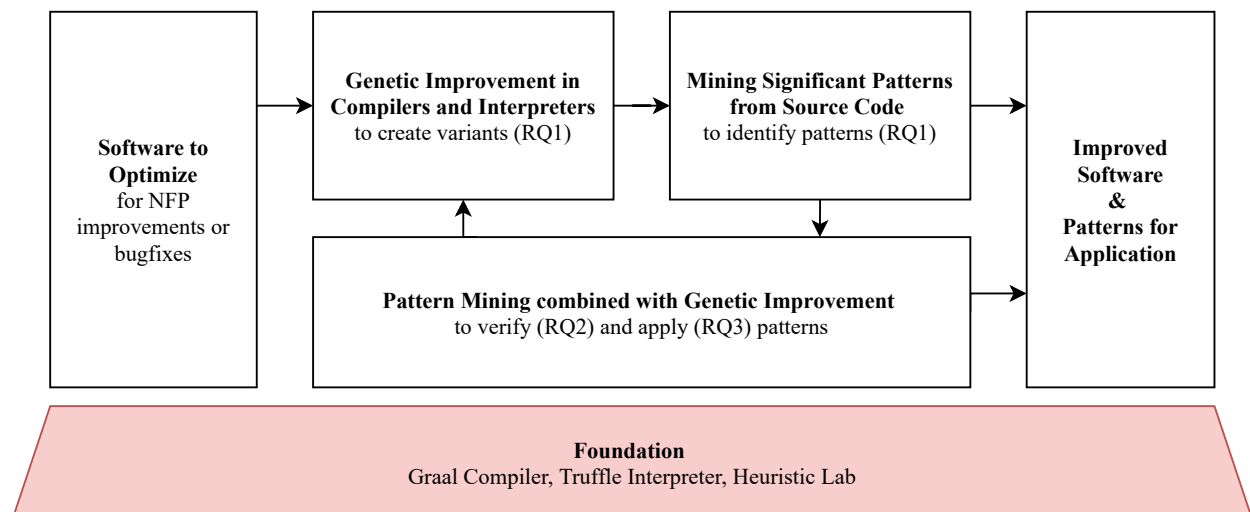 Software to
Optimize
for NFP
improvements or
bugfixes
Genetic Improvement in
Compilers and Interpreters
to create variants (RQ1)
Mining Significant Patterns
from Source Code
to identify patterns (RQ1)
Pattern Mining combined with Genetic Improvement
to verify (RQ2) and apply (RQ3) patterns
Improved
Software
&
Patterns for
Application
Foundation
Graal Compiler, Truffle Interpreter, Heuristic Lab